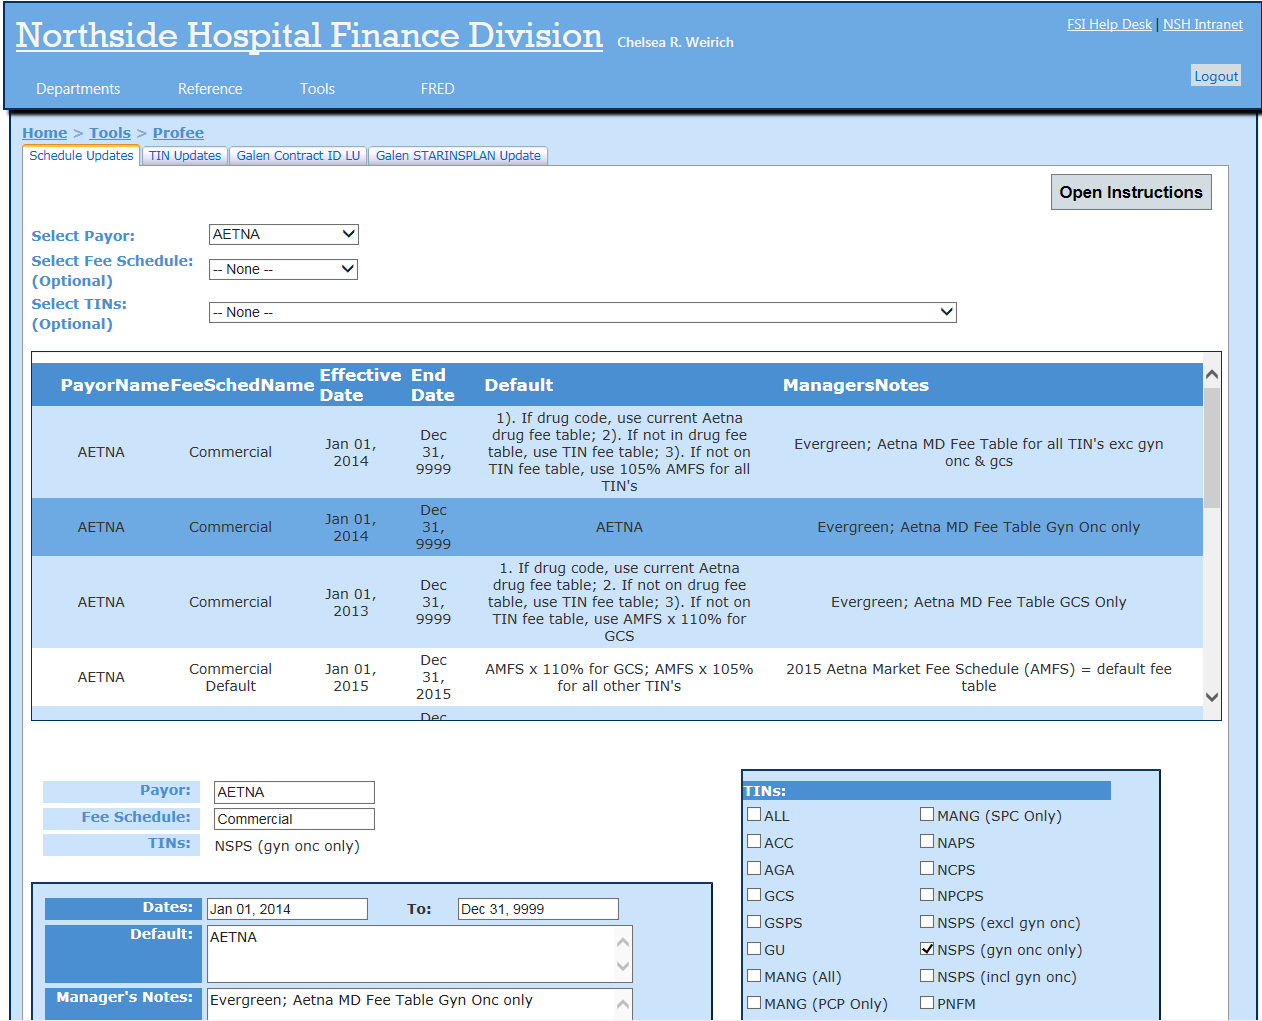 Northside Hospital Finance Division Chelsea R. Weirich
FSI Help Desk | NSH Intranet
Logout
Departments Reference Tools FRED
Home > Tools > Profee
Schedule Updates TIN Updates Galen Contract ID LU Galen STARINSPLAN Update
Open Instructions
Select Payor: AETNA
Select Fee Schedule: -- None --
(Optional)
Select TINs: -- None --
(Optional)
PayorName FeeSchedName Effective Date End Date Default ManagersNotes
AETNA
Commercial
Jan 01,
2014
Dec
31,
9999
1). If drug code, use current Aetna
drug fee table; 2). If not in drug fee
table, use TIN fee table; 3). If not on
TIN fee table, use 105% AMFS for all
TIN's
Evergreen; Aetna MD Fee Table for all TIN's exc gyn
onc & gcs
AETNA
Commercial
Jan 01,
2014
Dec
31,
9999
AETNA
Evergreen; Aetna MD Fee Table Gyn Onc only
AETNA
Commercial
Jan 01,
2013
Dec
31,
9999
1. If drug code, use current Aetna
drug fee table; 2. If not on drug fee
table, use TIN fee table; 3). If not on
TIN fee table, use AMFS x 110% for
GCS
Evergreen; Aetna MD Fee Table GCS Only
AETNA
Commercial
Default
Jan 01,
2015
Dec
31,
2015
AMFS x 110% for GCS; AMFS x 105%
for all other TIN's
2015 Aetna Market Fee Schedule (AMFS) = default fee
table
Dec
Payor: AETNA
Fee Schedule: Commercial
TINs: NSPS (gyn onc only)
Dates: Jan 01, 2014 To: Dec 31, 9999
Default: AETNA
Manager's Notes: Evergreen; Aetna MD Fee Table Gyn Onc only
TINs:
ALL MANG (SPC Only)
ACC NAPS
AGA NCPS
GCS NPCPS
GSPS NSPS (excl gyn onc)
GU NSPS (gyn onc only)
MANG (All) NSPS (incl gyn onc)
MANG (PCP Only) PNFM